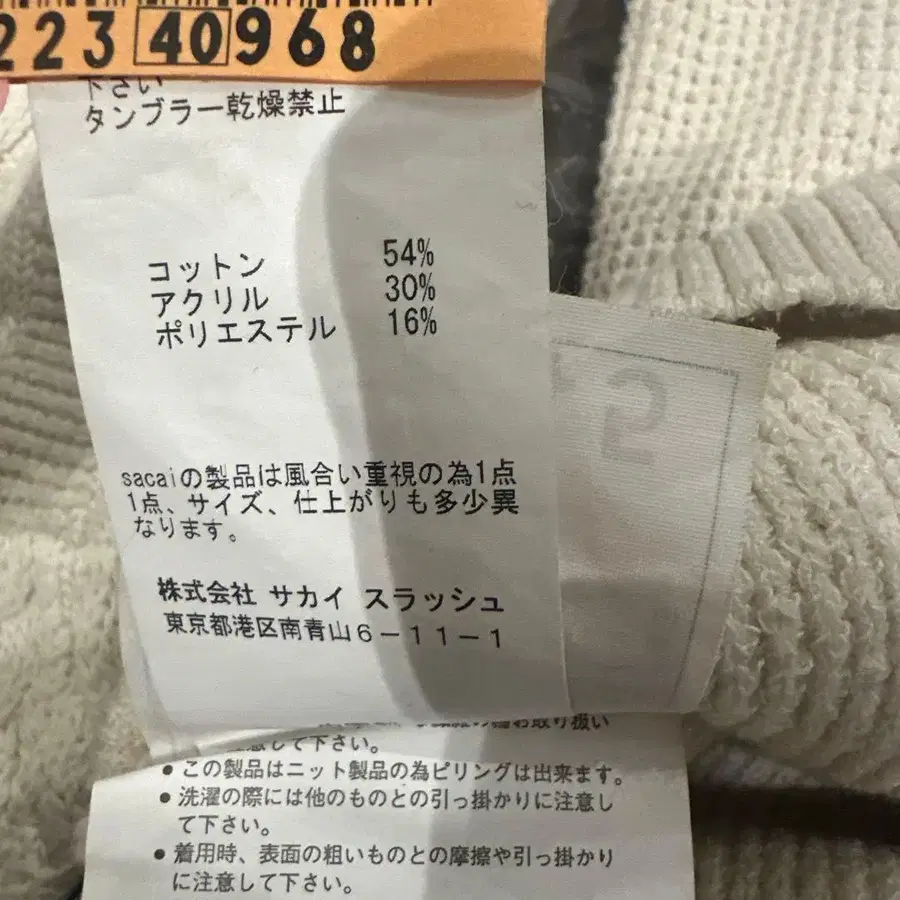 223 40968
下さい
タンブラー乾燥禁止
コットン 54%
アクリル 30%
ポリエステル 16%
sacaiの製品は風合い重視の為1点
1点、サイズ、仕上がりも多少異
なります。
株式会社 サカイ スラッシュ
東京都港区南青山6-11-1
お取り扱い
注意して下さい。
●この製品はニット製品の為ピリングは出来ます。
●洗濯の際には他のものとの引っ掛かりに注意し
て下さい。
●着用時、表面の粗いものとの摩擦や引っ掛かり
に注意して下さい。